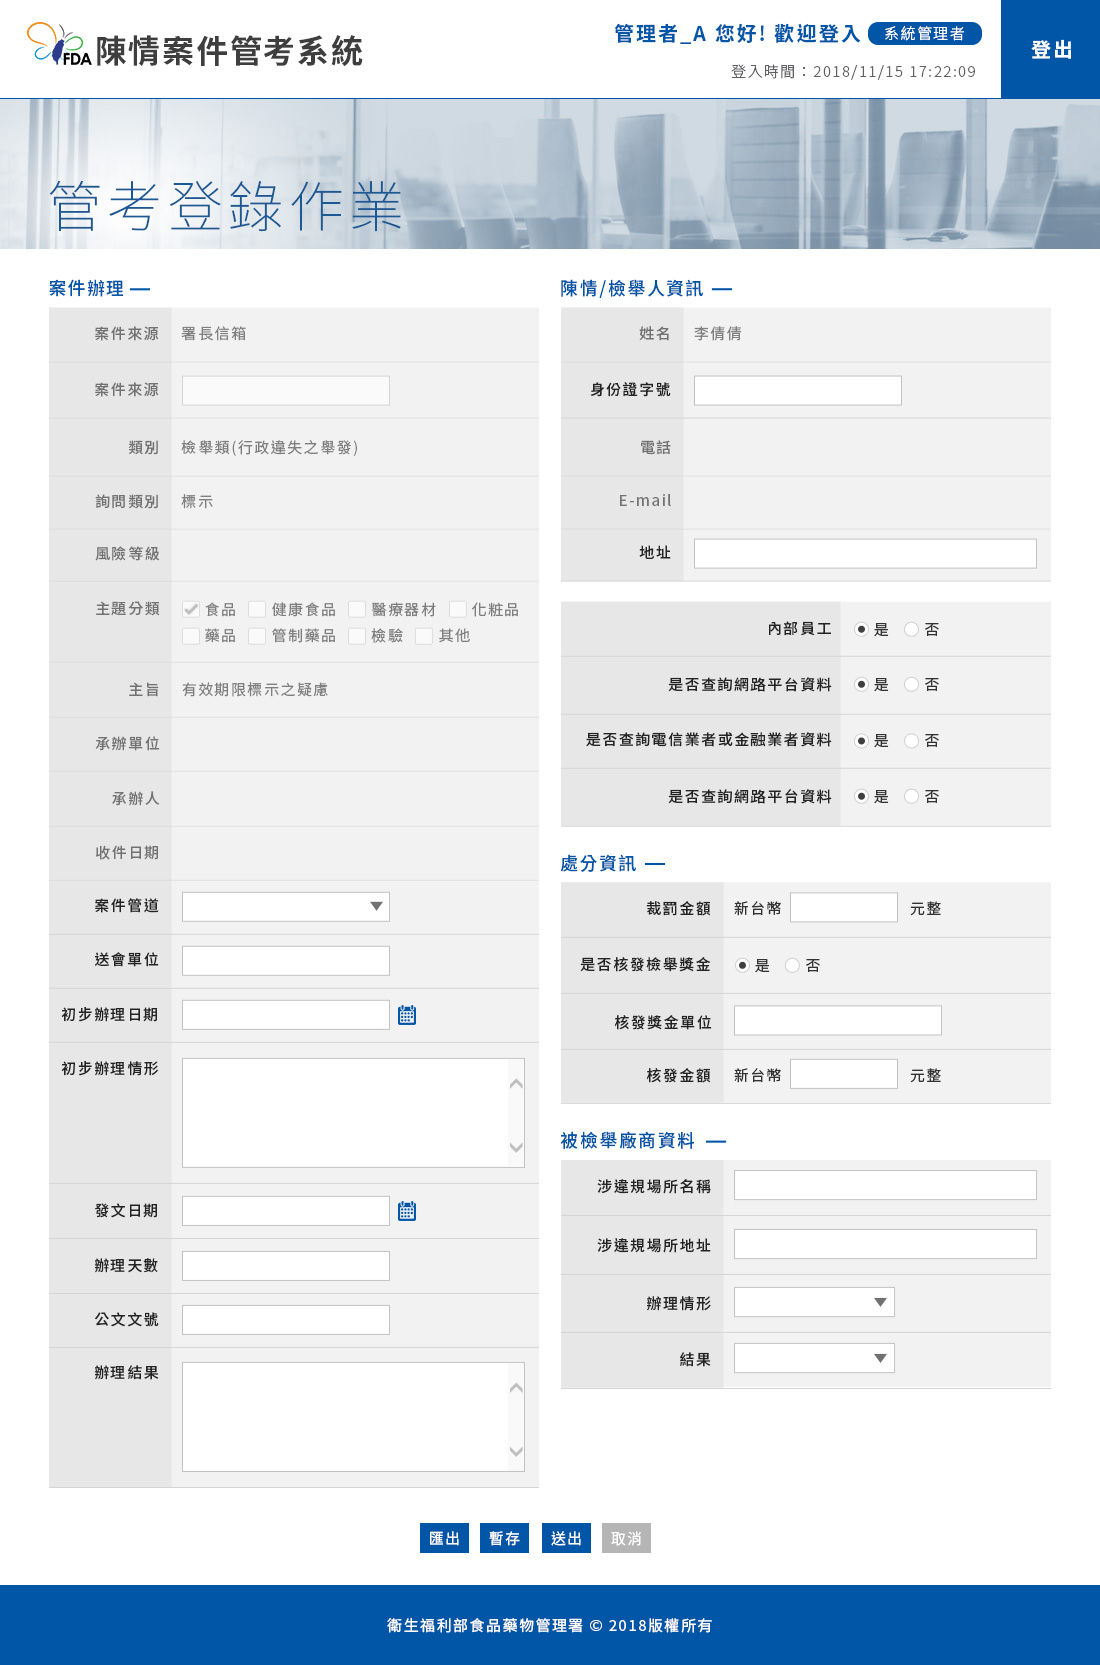 FDA 陳情案件管考系統
管理者_A 您好! 歡迎登入 系統管理者
登入時間：2018/11/15 17:22:09
登出
管考登錄作業
案件辦理
案件來源 署長信箱
案件來源
類別 檢舉類(行政違失之舉發)
詢問類別 標示
風險等級
主題分類 食品 健康食品 醫療器材 化粧品
藥品 管制藥品 檢驗 其他
主旨 有效期限標示之疑慮
承辦單位
承辦人
收件日期
案件管道
送會單位
初步辦理日期
初步辦理情形
發文日期
辦理天數
公文文號
辦理結果
陳情/檢舉人資訊
姓名 李倩倩
身份證字號
電話
E-mail
地址
內部員工 是 否
是否查詢網路平台資料 是 否
是否查詢電信業者或金融業者資料 是 否
是否查詢網路平台資料 是 否
處分資訊
裁罰金額 新台幣 元整
是否核發檢舉獎金 是 否
核發獎金單位
核發金額 新台幣 元整
被檢舉廠商資料
涉違規場所名稱
涉違規場所地址
辦理情形
結果
匯出 暫存 送出 取消
衛生福利部食品藥物管理署 © 2018版權所有